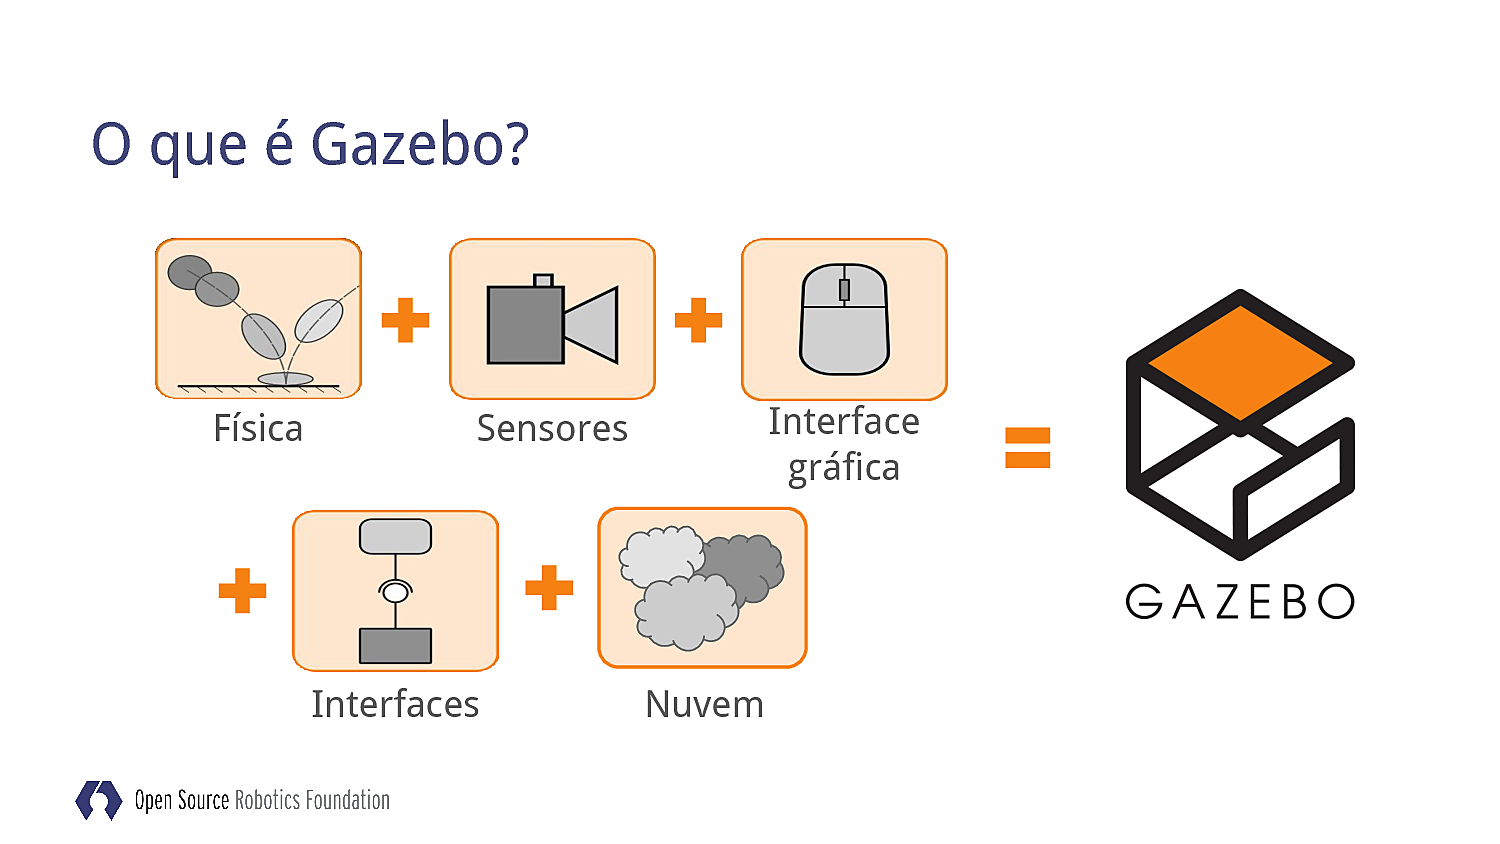 O que é Gazebo?
Física
Sensores
Interface
gráfica
Interfaces
Nuvem
GAZEBO
Open Source Robotics Foundation